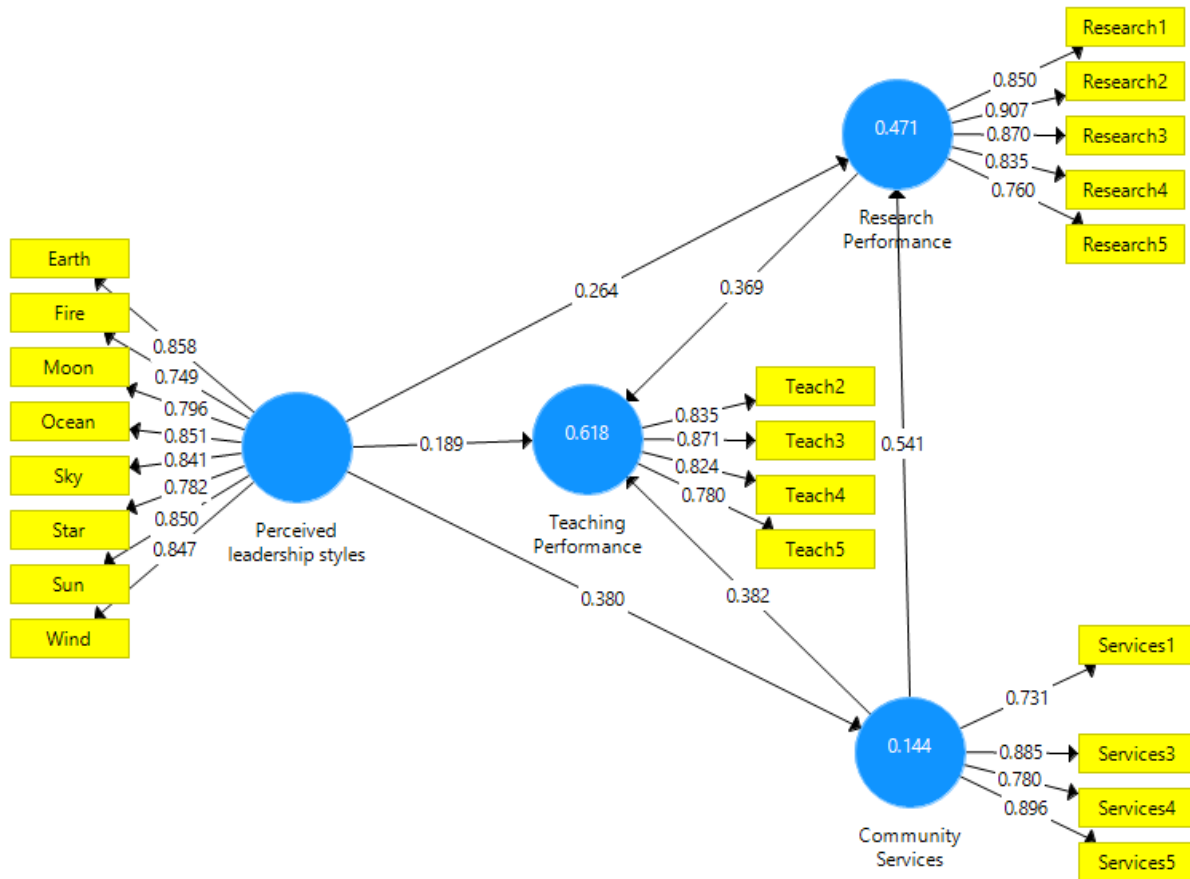 Research1
0.850
Research2
0.907
0.471
0.870
Research3
0.835
Research4
0.760
Research
Performance
Research5
Earth
0.264
0.369
Fire
0.858
0.749
Moon
0.796
Ocean
0.851
0.841
Sky
0.782
Star
0.850
0.847
Sun
Wind
Perceived
leadership styles
0.189
0.618
Teaching
Performance
0.835
Teach2
0.871
Teach3
0.824
Teach4
0.780
Teach5
0.541
0.380
0.382
0.144
Community
Services
Services1
0.731
0.885
Services3
0.780
Services4
0.896
Services5